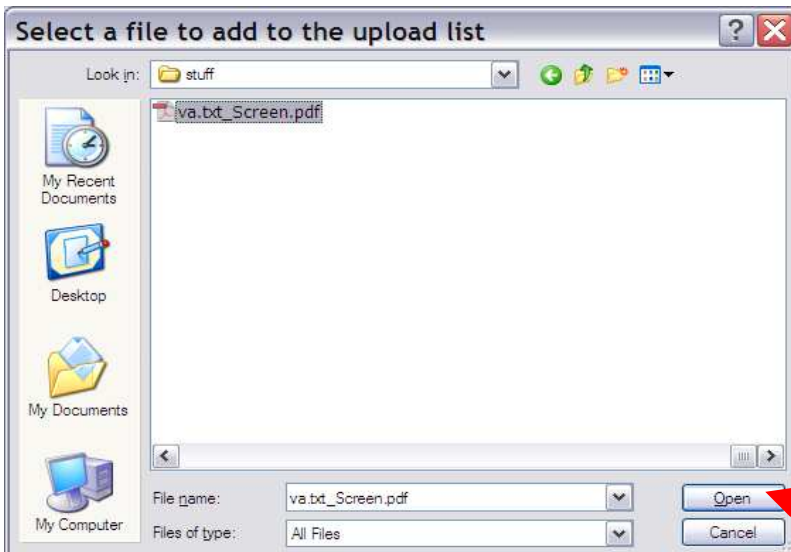 Select a file to add to the upload list
?
Look in: stuff
va.txt_Screen.pdf
My Recent
Documents
Desktop
My Documents
My Computer
File name: va.txt_Screen.pdf
Open
Files of type: All Files
Cancel